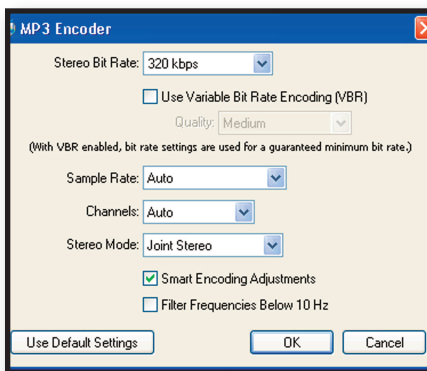 MP3 Encoder
Stereo Bit Rate: 320 kbps
Use Variable Bit Rate Encoding (VBR)
Quality: Medium
(With VBR enabled, bit rate settings are used for a guaranteed minimum bit rate.)
Sample Rate: Auto
Channels: Auto
Stereo Mode: Joint Stereo
Smart Encoding Adjustments
Filter Frequencies Below 10 Hz
Use Default Settings OK Cancel